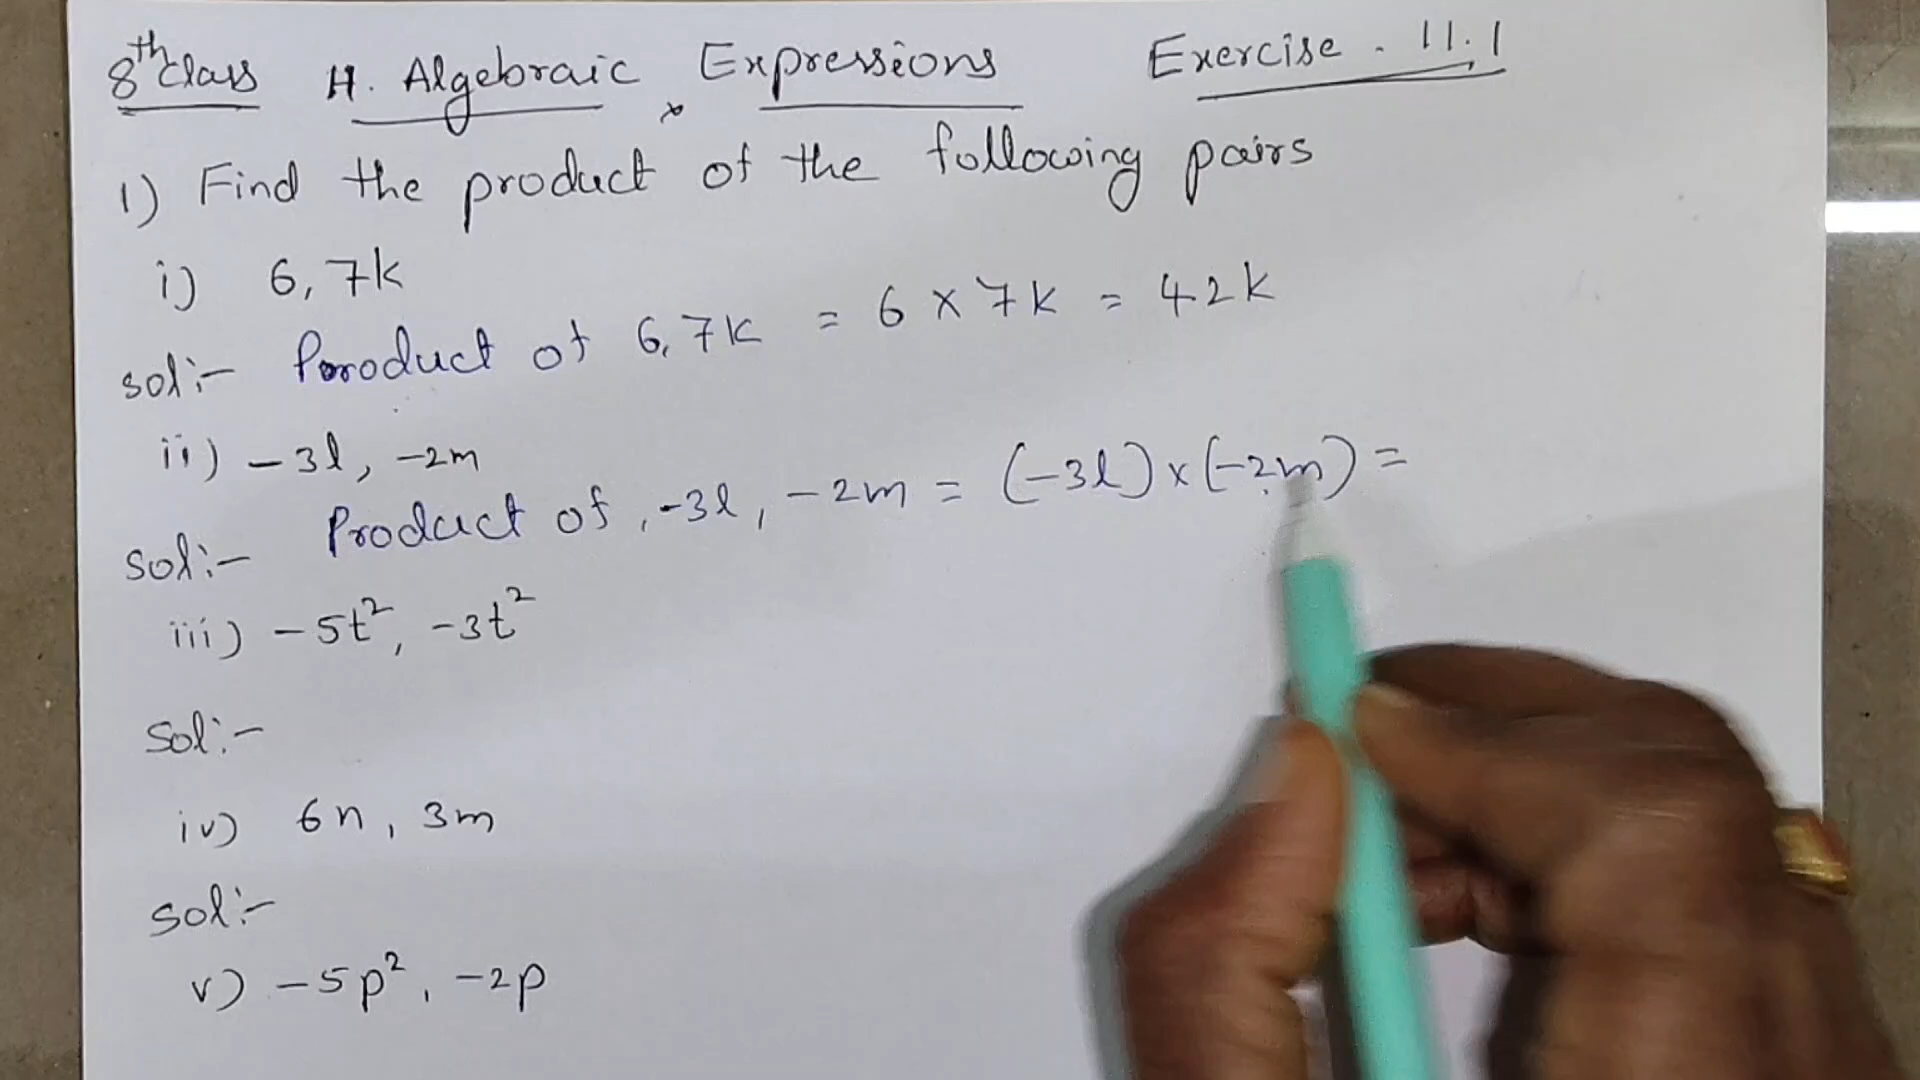 8th class 11. Algebraic Expressions Exercise. 11.1
1) Find the product of the following pairs
i) 6, 7k
sol:- Product of 6, 7k = 6 × 7k = 42k
ii) -3l, -2m
sol:- Product of, -3l, -2m = (-3l) × (-2m) =
iii) -5t², -3t²
sol:-
iv) 6n, 3m
sol:-
v) -5p², -2p